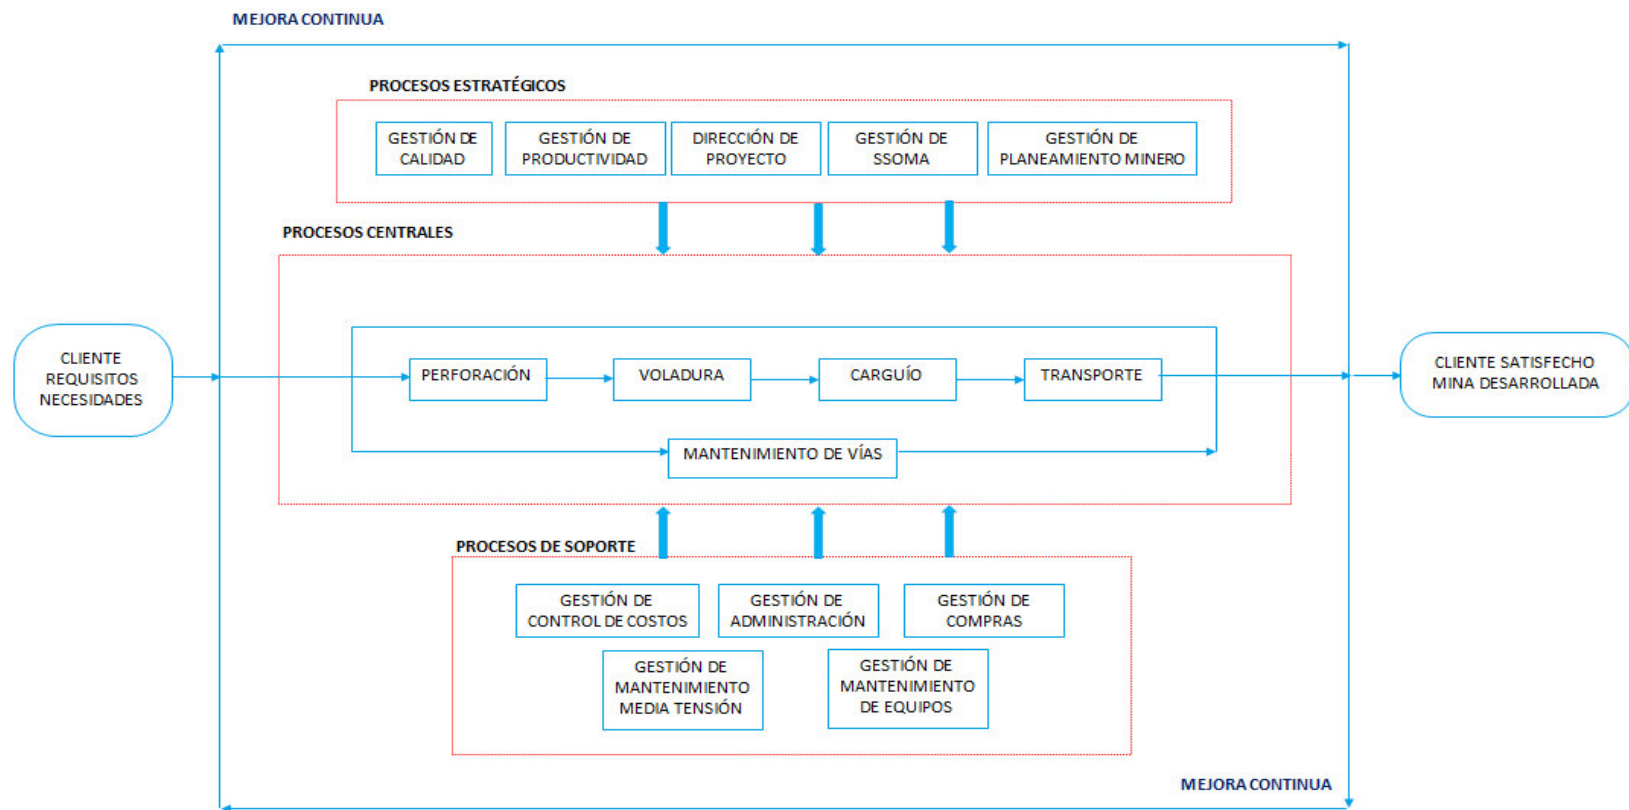 MEJORA CONTINUA
PROCESOS ESTRATÉGICOS
GESTIÓN DE
CALIDAD
GESTIÓN DE
PRODUCTIVIDAD
DIRECCIÓN DE
PROYECTO
GESTIÓN DE
SSOMA
GESTIÓN DE
PLANEAMIENTO MINERO
PROCESOS CENTRALES
CLIENTE
REQUISITOS
NECESIDADES
PERFORACIÓN
VOLADURA
CARGUÍO
TRANSPORTE
MANTENIMIENTO DE VÍAS
CLIENTE SATISFECHO
MINA DESARROLLADA
PROCESOS DE SOPORTE
GESTIÓN DE
CONTROL DE COSTOS
GESTIÓN DE
ADMINISTRACIÓN
GESTIÓN DE
COMPRAS
GESTIÓN DE
MANTENIMIENTO
MEDIA TENSIÓN
GESTIÓN DE
MANTENIMIENTO
DE EQUIPOS
MEJORA CONTINUA